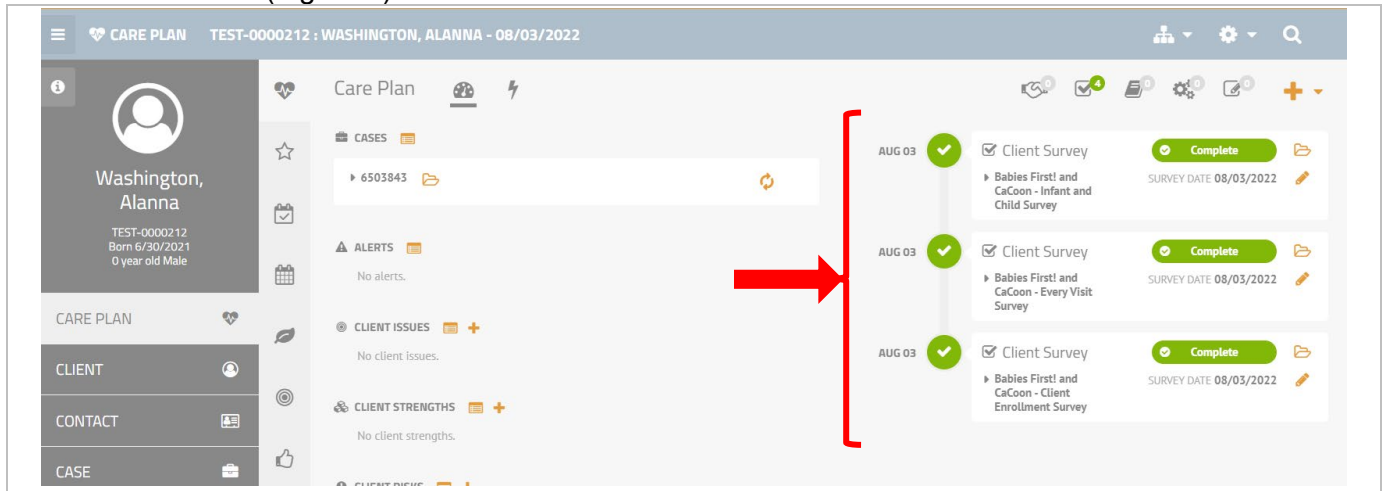 CARE PLAN TEST-0000212 : WASHINGTON, ALANNA - 08/03/2022
Washington,
Alanna
TEST-0000212
Born 6/30/2021
0 year old Male
CARE PLAN
CLIENT
CONTACT
CASE
Care Plan
0
4
0
0
0
CASES
6503843
ALERTS
No alerts.
CLIENT ISSUES
No client issues.
CLIENT STRENGTHS
No client strengths.
CLIENT RISKS
AUG 03
Client Survey
Complete
Babies First! and
CaCoon - Infant and
Child Survey
SURVEY DATE 08/03/2022
AUG 03
Client Survey
Complete
Babies First! and
CaCoon - Every Visit
Survey
SURVEY DATE 08/03/2022
AUG 03
Client Survey
Complete
Babies First! and
CaCoon - Client
Enrollment Survey
SURVEY DATE 08/03/2022